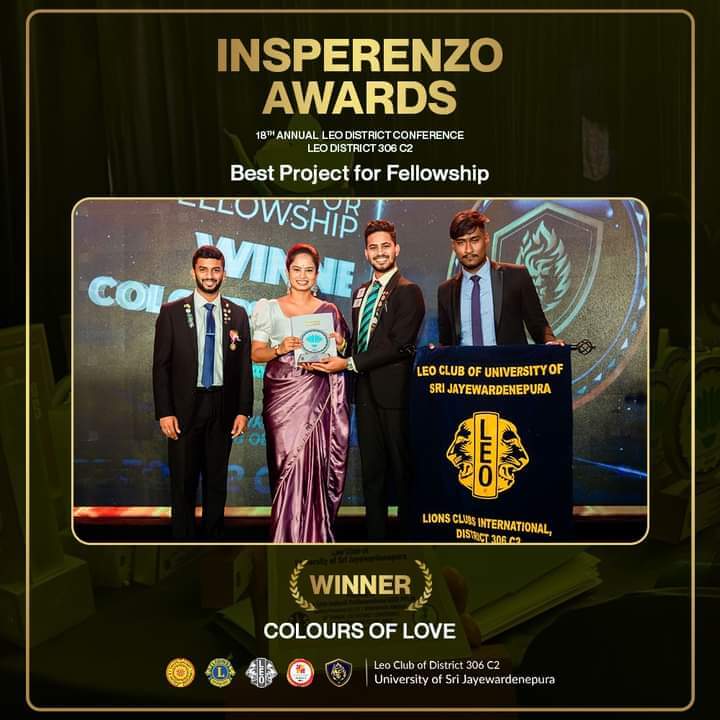 INSPERENZO
AWARDS
18TH ANNUAL LEO DISTRICT CONFERENCE
LEO DISTRICT 306 C2
Best Project for Fellowship
FOR
FELLOWSHIP
WINNE
LEO CLUB OF UNIVERSITY OF
SRI JAYEWARDENEPURA
LEO
LIONS CLUBS INTERNATIONAL,
DISTRICT 306 C2
WINNER
COLOURS OF LOVE
Leo Club of District 306 C2
University of Sri Jayewardenepura